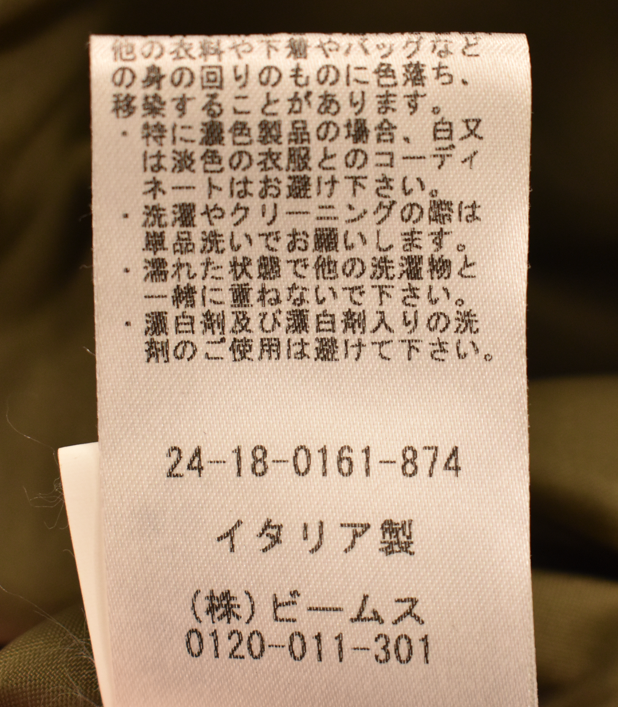 他の衣料や下着やバッグなど
の身の回りのものに色落ち、
移染することがあります。
・特に濃色製品の場合、白又
は淡色の衣服とのコーディ
ネートはお避け下さい。
・洗濯やクリーニングの際は
単品洗いでお願いします。
・濡れた状態で他の洗濯物と
一緒に重ねないで下さい。
・漂白剤及び漂白剤入りの洗
剤のご使用は避けて下さい。
24-18-0161-874
イタリア製
(株)ビームス
0120-011-301